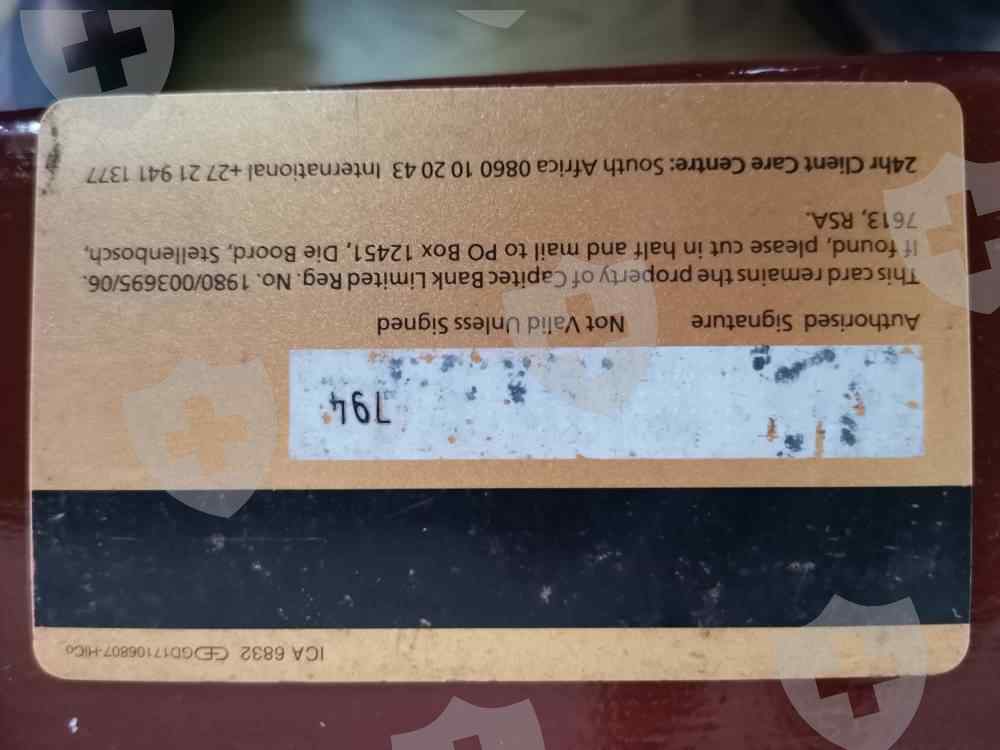 ICA 6832 GD17106807-HiCo
794
Authorised Signature Not Valid Unless Signed
This card remains the property of Capitec Bank Limited Reg. No. 1980/003695/06.
If found, please cut in half and mail to PO Box 12451, Die Boord, Stellenbosch,
7613, RSA.
24hr Client Care Centre: South Africa 0860 10 20 43 International +27 21 941 1377